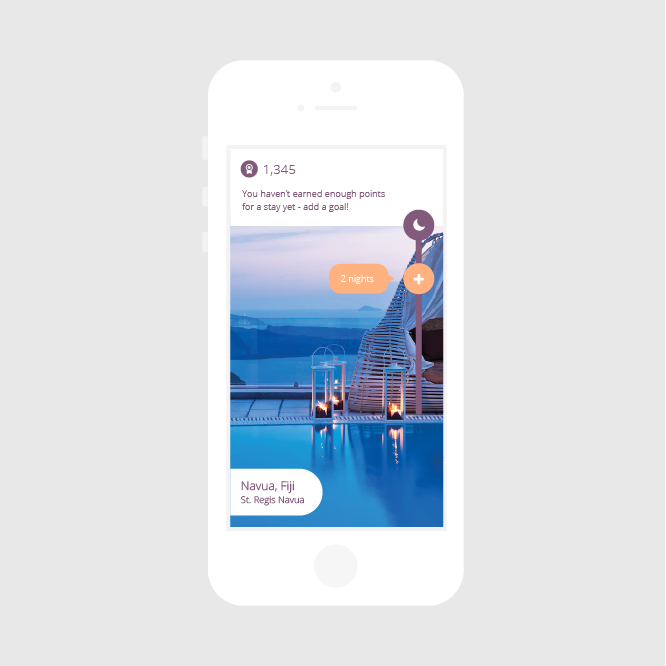 1,345
You haven't earned enough points
for a stay yet - add a goal!
2 nights
Navua, Fiji
St. Regis Navua